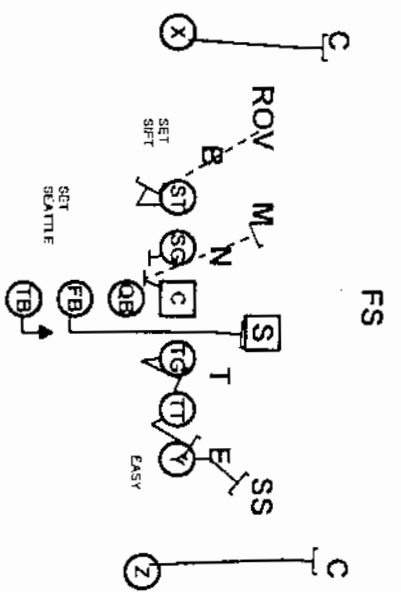 FS
C C
ROV M S SS
B N T E
X ST SG C TG TT Y
SET
SIFT
Z
EASY
QB
FB
SET
SEATTLE
TB